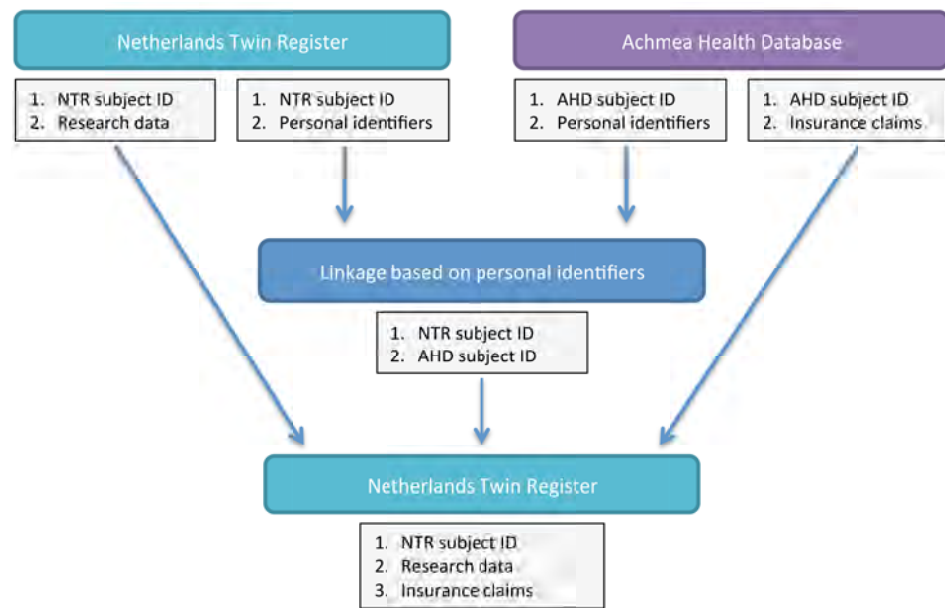 Netherlands Twin Register
Achmea Health Database
1. NTR subject ID
2. Research data
1. NTR subject ID
2. Personal identifiers
1. AHD subject ID
2. Personal identifiers
1. AHD subject ID
2. Insurance claims
Linkage based on personal identifiers
1. NTR subject ID
2. AHD subject ID
Netherlands Twin Register
1. NTR subject ID
2. Research data
3. Insurance claims